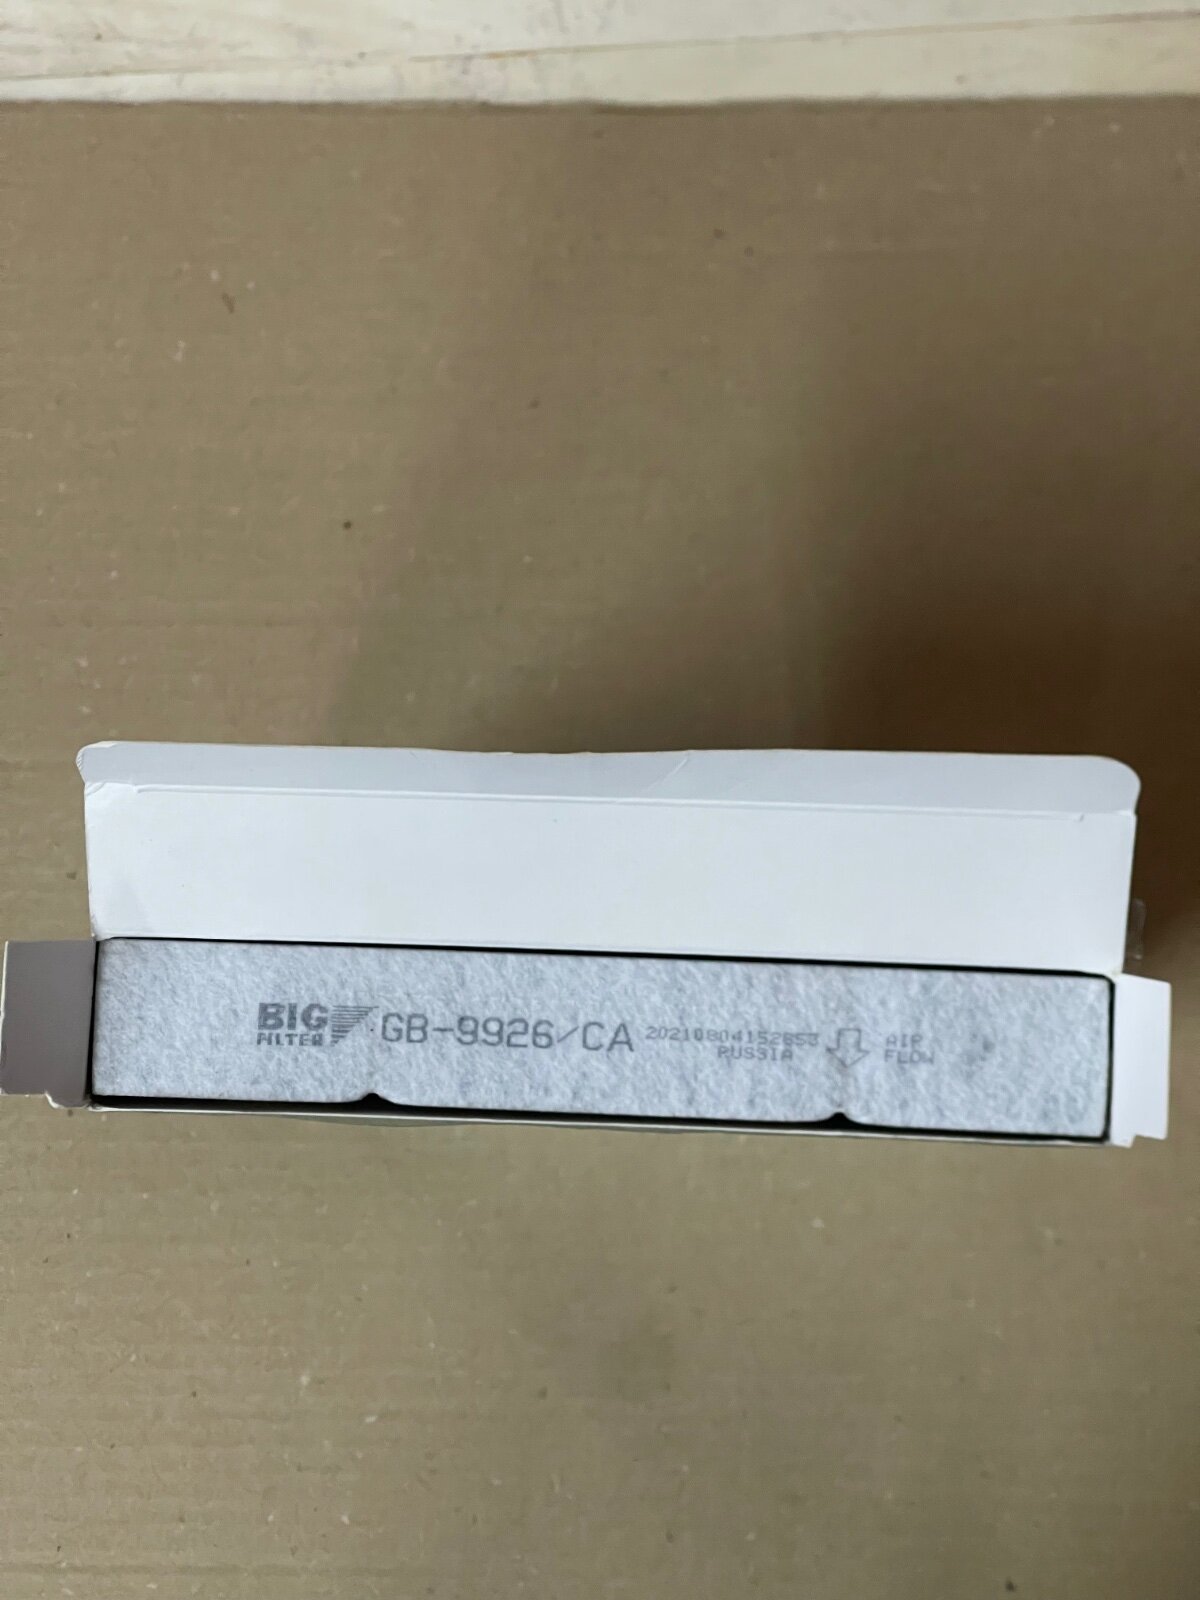 BIG
FILTER
GB-9926/CA
20210804152853
RUSSIA
AIR
FLOW